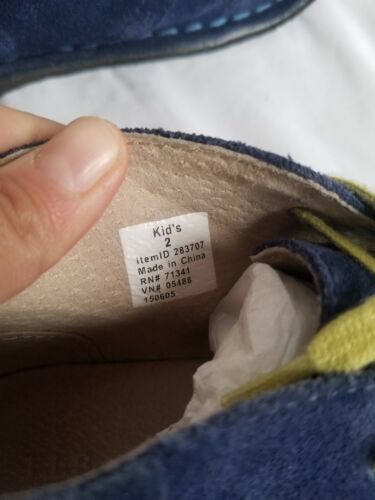 Kid's
2
itemID 283707
Made in China
RN# 71341
VN# 05486
150605